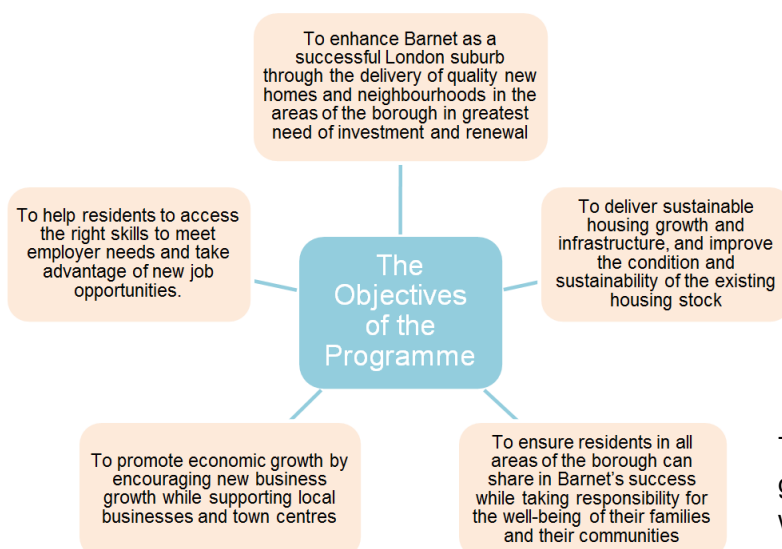 To enhance Barnet as a
successful London suburb
through the delivery of quality new
homes and neighbourhoods in the
areas of the borough in greatest
need of investment and renewal
To help residents to access
the right skills to meet
employer needs and take
advantage of new job
opportunities.
To deliver sustainable
housing growth and
infrastructure, and improve
the condition and
sustainability of the existing
housing stock
The
Objectives
of the
Programme
To promote economic growth by
encouraging new business
growth while supporting local
businesses and town centres
To ensure residents in all
areas of the borough can
share in Barnet's success
while taking responsibility for
the well-being of their families
and their communities